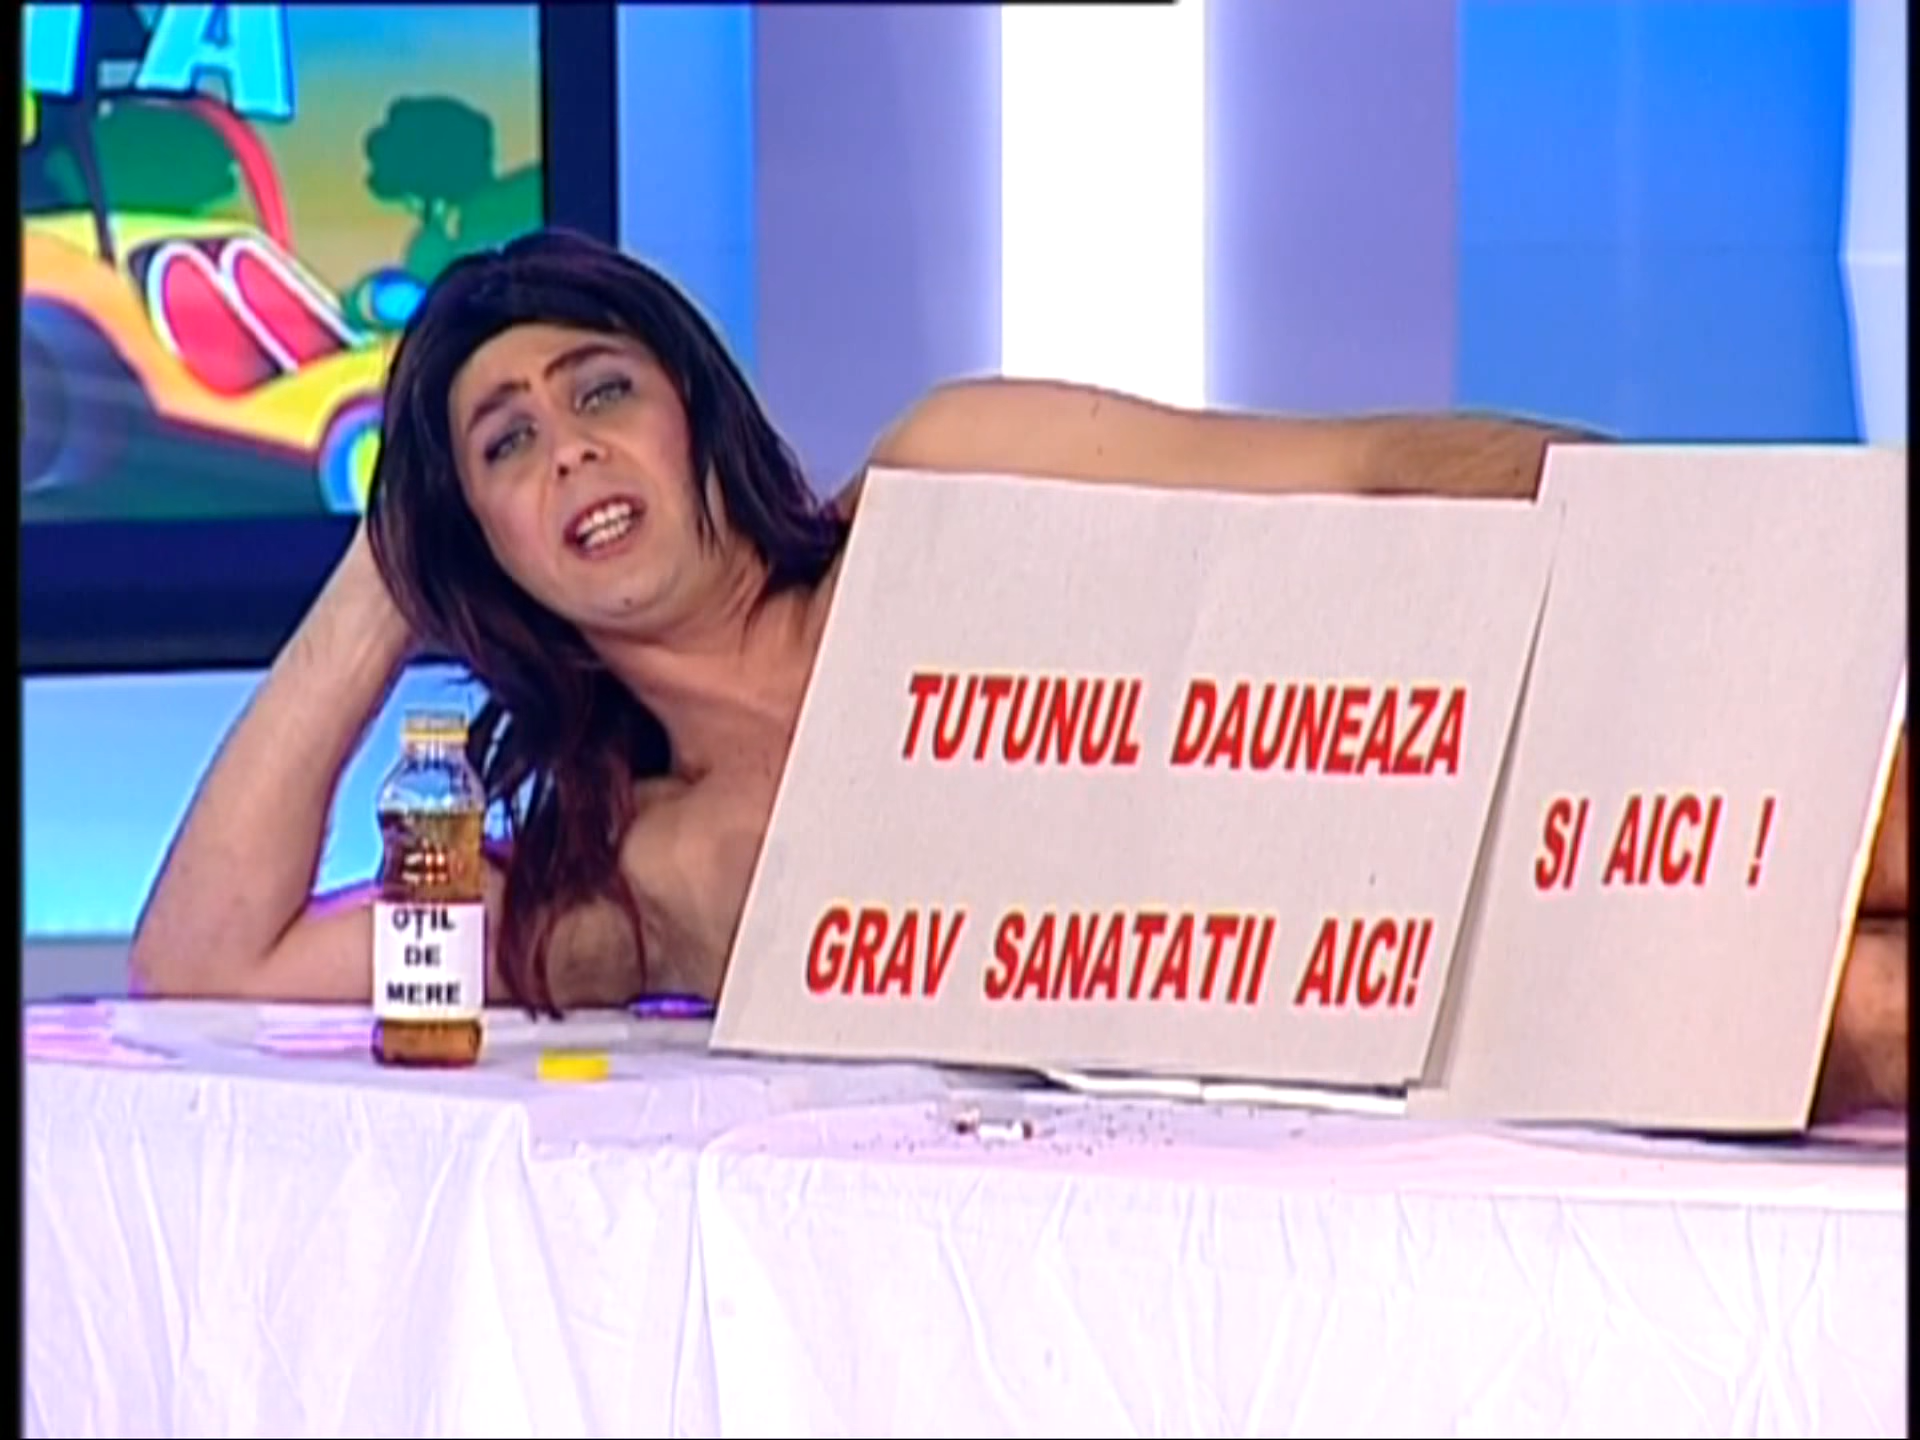 TUTUNUL DAUNEAZA
GRAV SANATATII AICI!
SI AICI !
OȚIL
DE
MERE